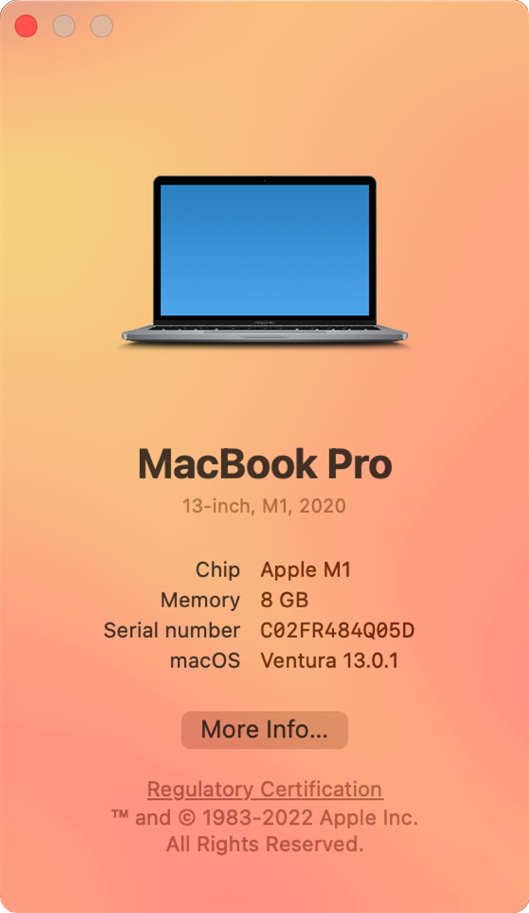 MacBook Pro
13-inch, M1, 2020
Chip Apple M1
Memory 8 GB
Serial number C02FR484Q05D
macOS Ventura 13.0.1
More Info...
Regulatory Certification
™ and © 1983-2022 Apple Inc.
All Rights Reserved.